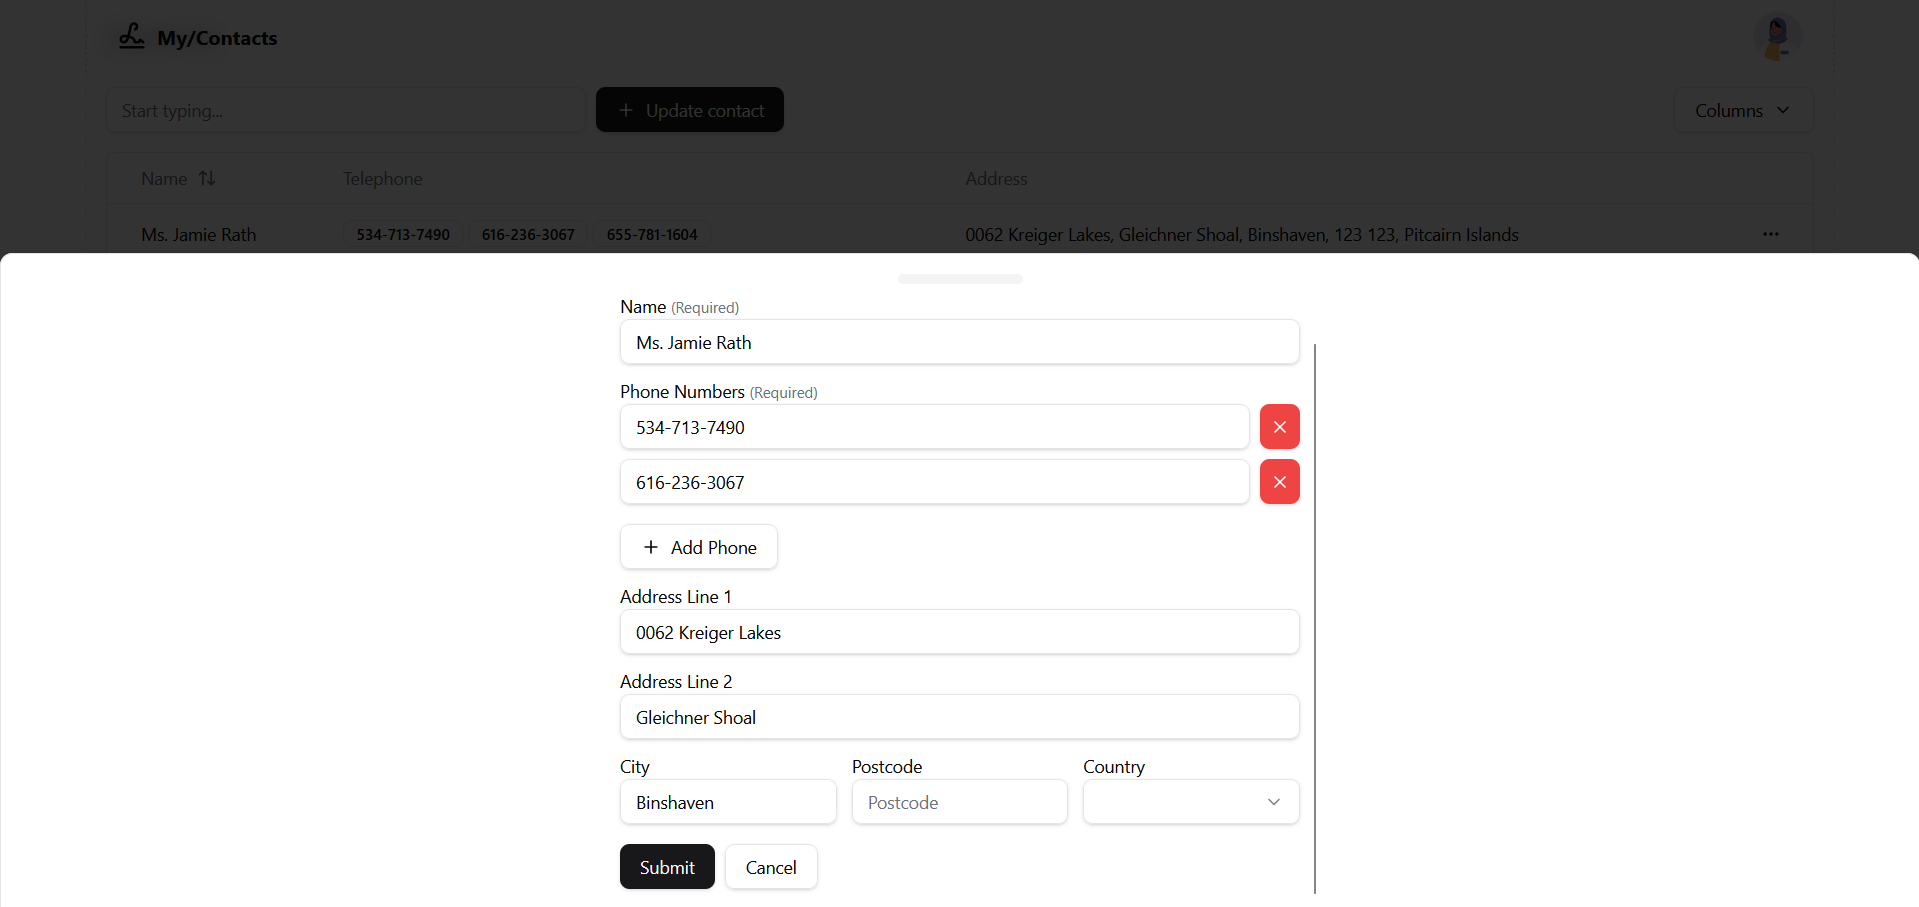 My/Contacts
Start typing...
Update contact
Columns
Name Telephone Address
Ms. Jamie Rath 534-713-7490 616-236-3067 655-781-1604 0062 Kreiger Lakes, Gleichner Shoal, Binshaven, 123 123, Pitcairn Islands
Name (Required)
Ms. Jamie Rath
Phone Numbers (Required)
534-713-7490
616-236-3067
Add Phone
Address Line 1
0062 Kreiger Lakes
Address Line 2
Gleichner Shoal
City Postcode Country
Binshaven Postcode
Submit Cancel